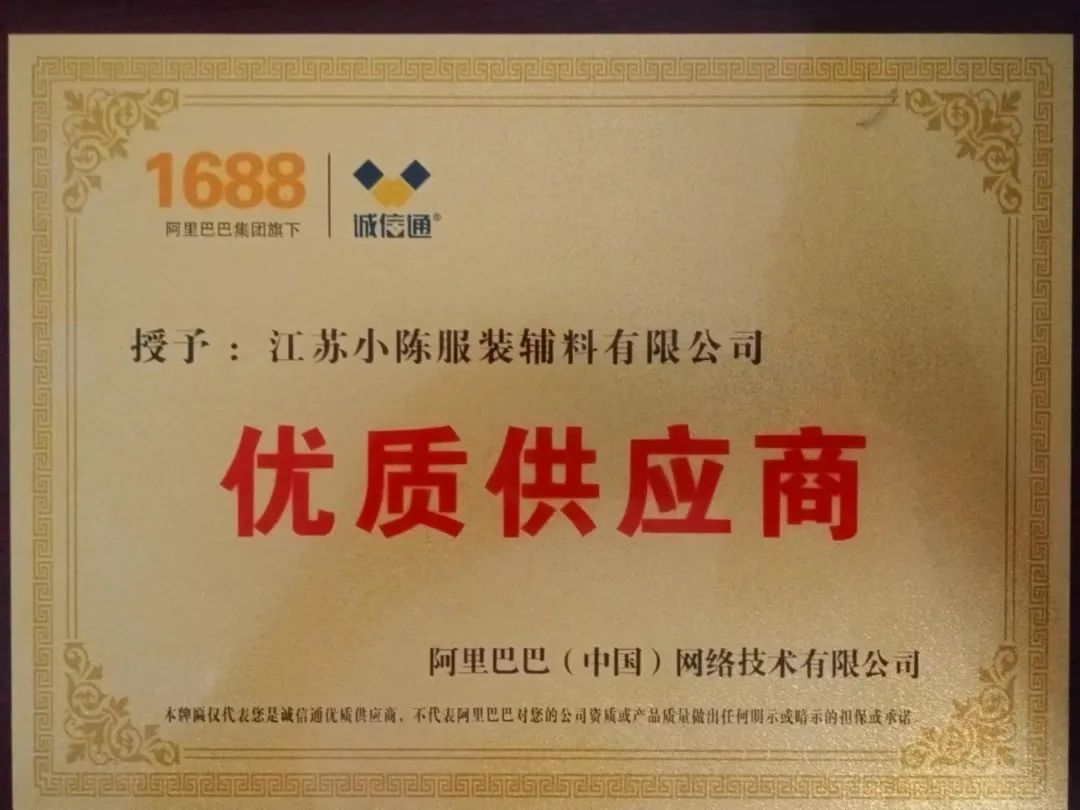 1688
阿里巴巴集团旗下
诚信通®
授予：江苏小陈服装辅料有限公司
优质供应商
阿里巴巴（中国）网络技术有限公司
本牌匾仅代表您是诚信通优质供应商，不代表阿里巴巴对您的公司资质或产品质量做出任何明示或暗示的担保或承诺